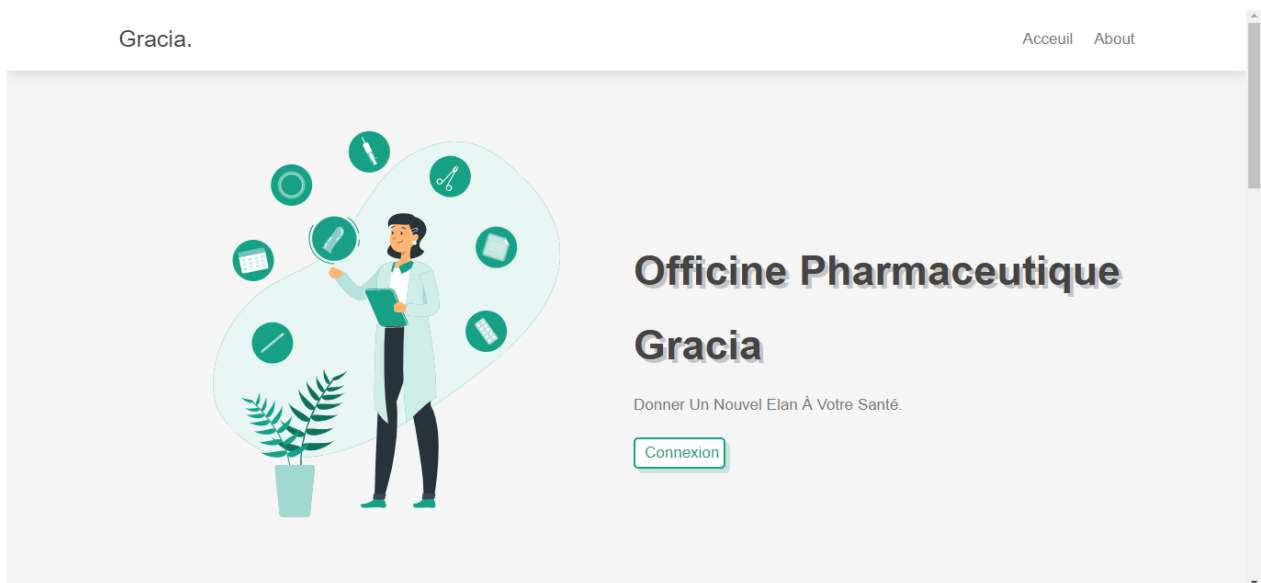 Gracia.
Acceuil About
Officine Pharmaceutique
Gracia
Donner Un Nouvel Elan À Votre Santé.
Connexion